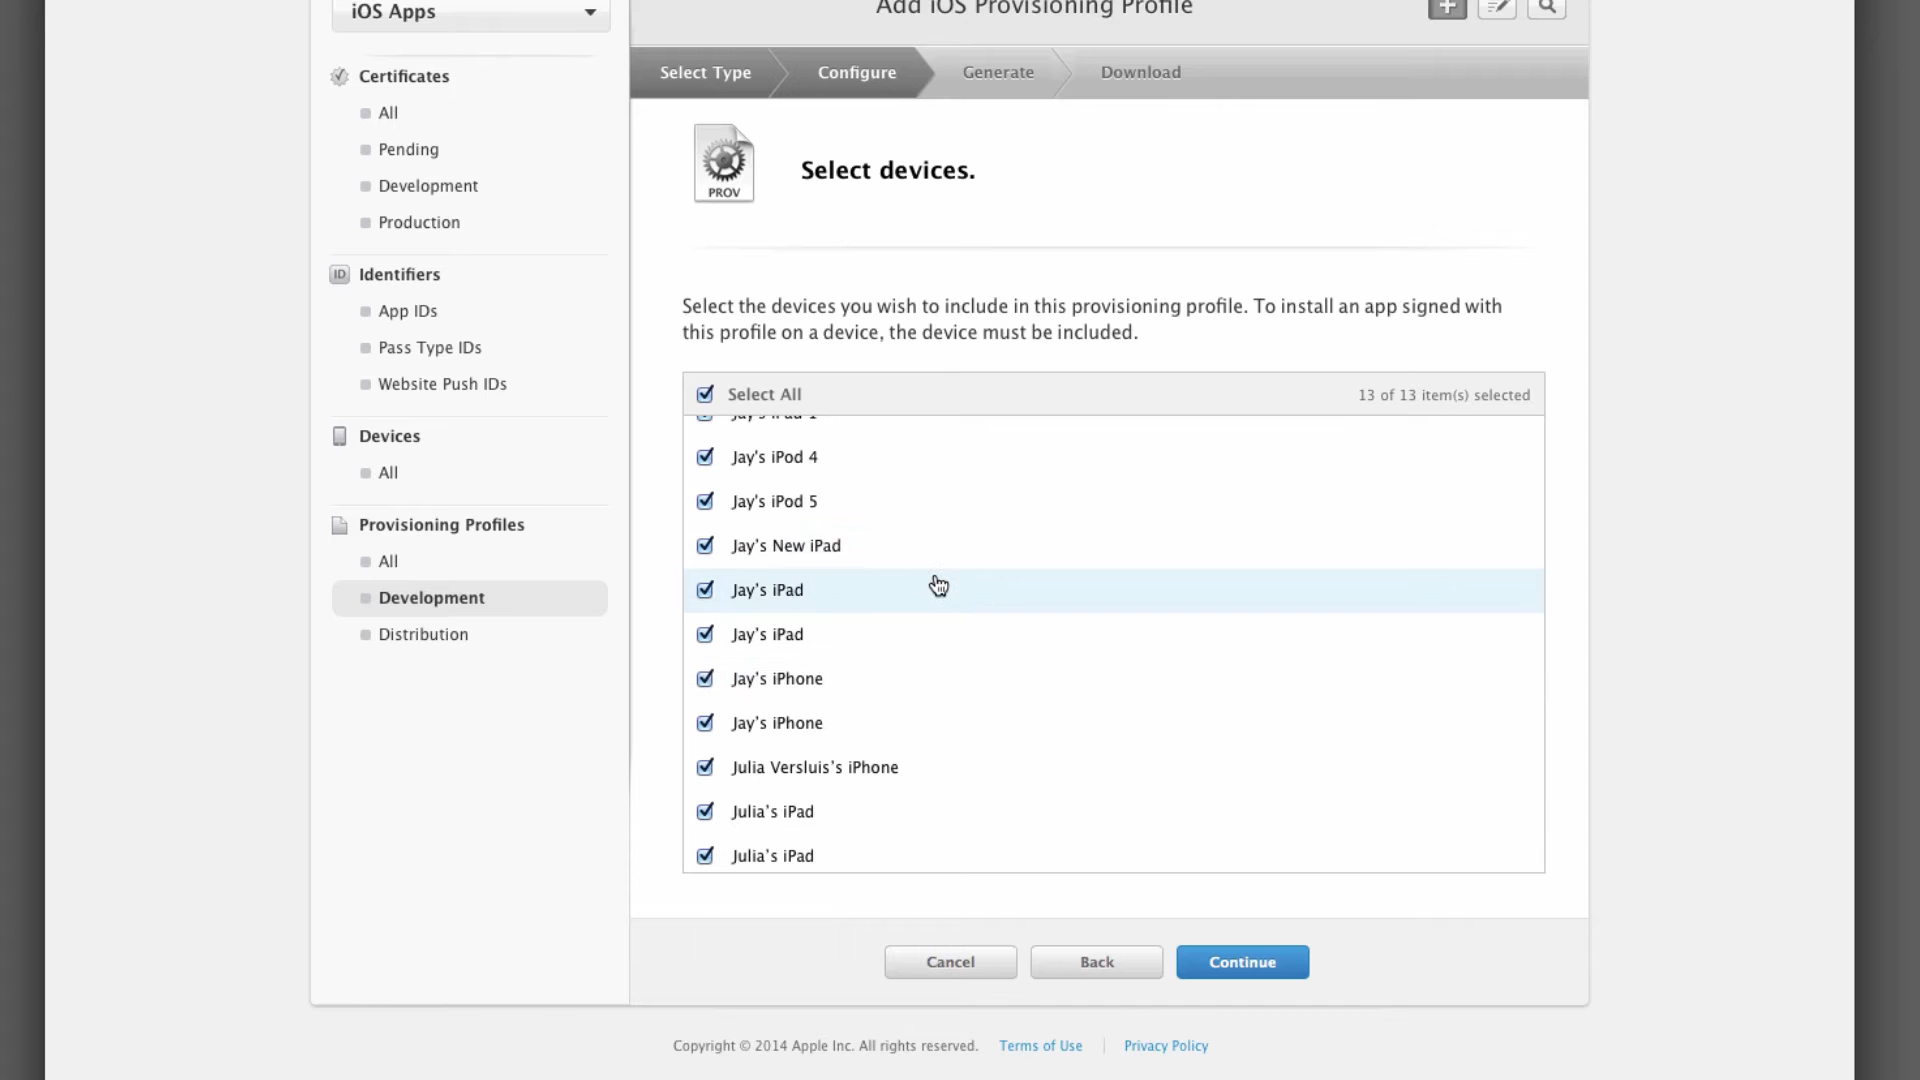 iOS Apps
Add iOS Provisioning Profile
Select Type
Configure
Generate
Download
Certificates
All
Pending
Development
Production
ID
Identifiers
App IDs
Pass Type IDs
Website Push IDs
Devices
All
Provisioning Profiles
All
Development
Distribution
PROV
Select devices.
Select the devices you wish to include in this provisioning profile. To install an app signed with
this profile on a device, the device must be included.
Select All
13 of 13 item(s) selected
Jay's iPod 4
Jay's iPod 5
Jay’s New iPad
Jay’s iPad
Jay’s iPad
Jay’s iPhone
Jay’s iPhone
Julia Versluis’s iPhone
Julia’s iPad
Julia’s iPad
Cancel
Back
Continue
Copyright © 2014 Apple Inc. All rights reserved.
Terms of Use
Privacy Policy